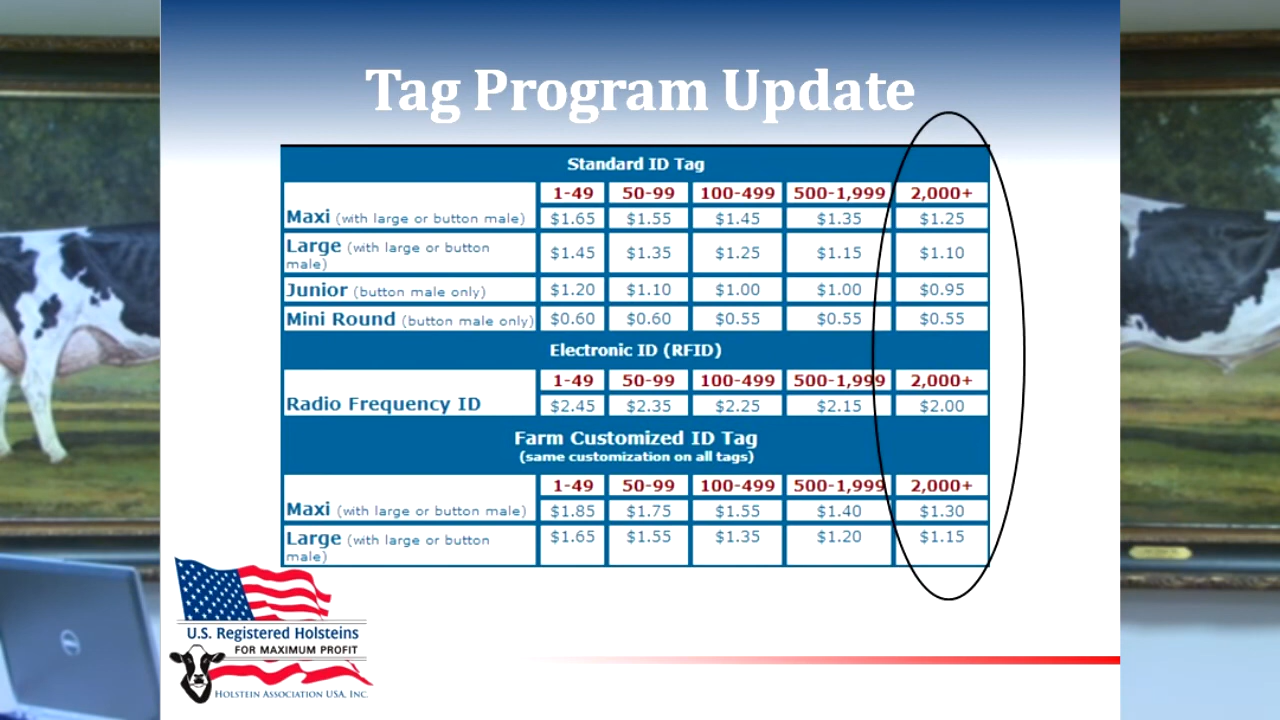 Tag Program Update
Standard ID Tag
1-49 50-99 100-499 500-1,999 2,000+
Maxi (with large or button male) $1.65 $1.55 $1.45 $1.35 $1.25
Large (with large or button male) $1.45 $1.35 $1.25 $1.15 $1.10
Junior (button male only) $1.20 $1.10 $1.00 $1.00 $0.95
Mini Round (button male only) $0.60 $0.60 $0.55 $0.55 $0.55
Electronic ID (RFID)
1-49 50-99 100-499 500-1,999 2,000+
Radio Frequency ID $2.45 $2.35 $2.25 $2.15 $2.00
Farm Customized ID Tag
(same customization on all tags)
1-49 50-99 100-499 500-1,999 2,000+
Maxi (with large or button male) $1.85 $1.75 $1.55 $1.40 $1.30
Large (with large or button male) $1.65 $1.55 $1.35 $1.20 $1.15
U.S. Registered Holsteins
FOR MAXIMUM PROFIT
HOLSTEIN ASSOCIATION USA, INC.
DELL